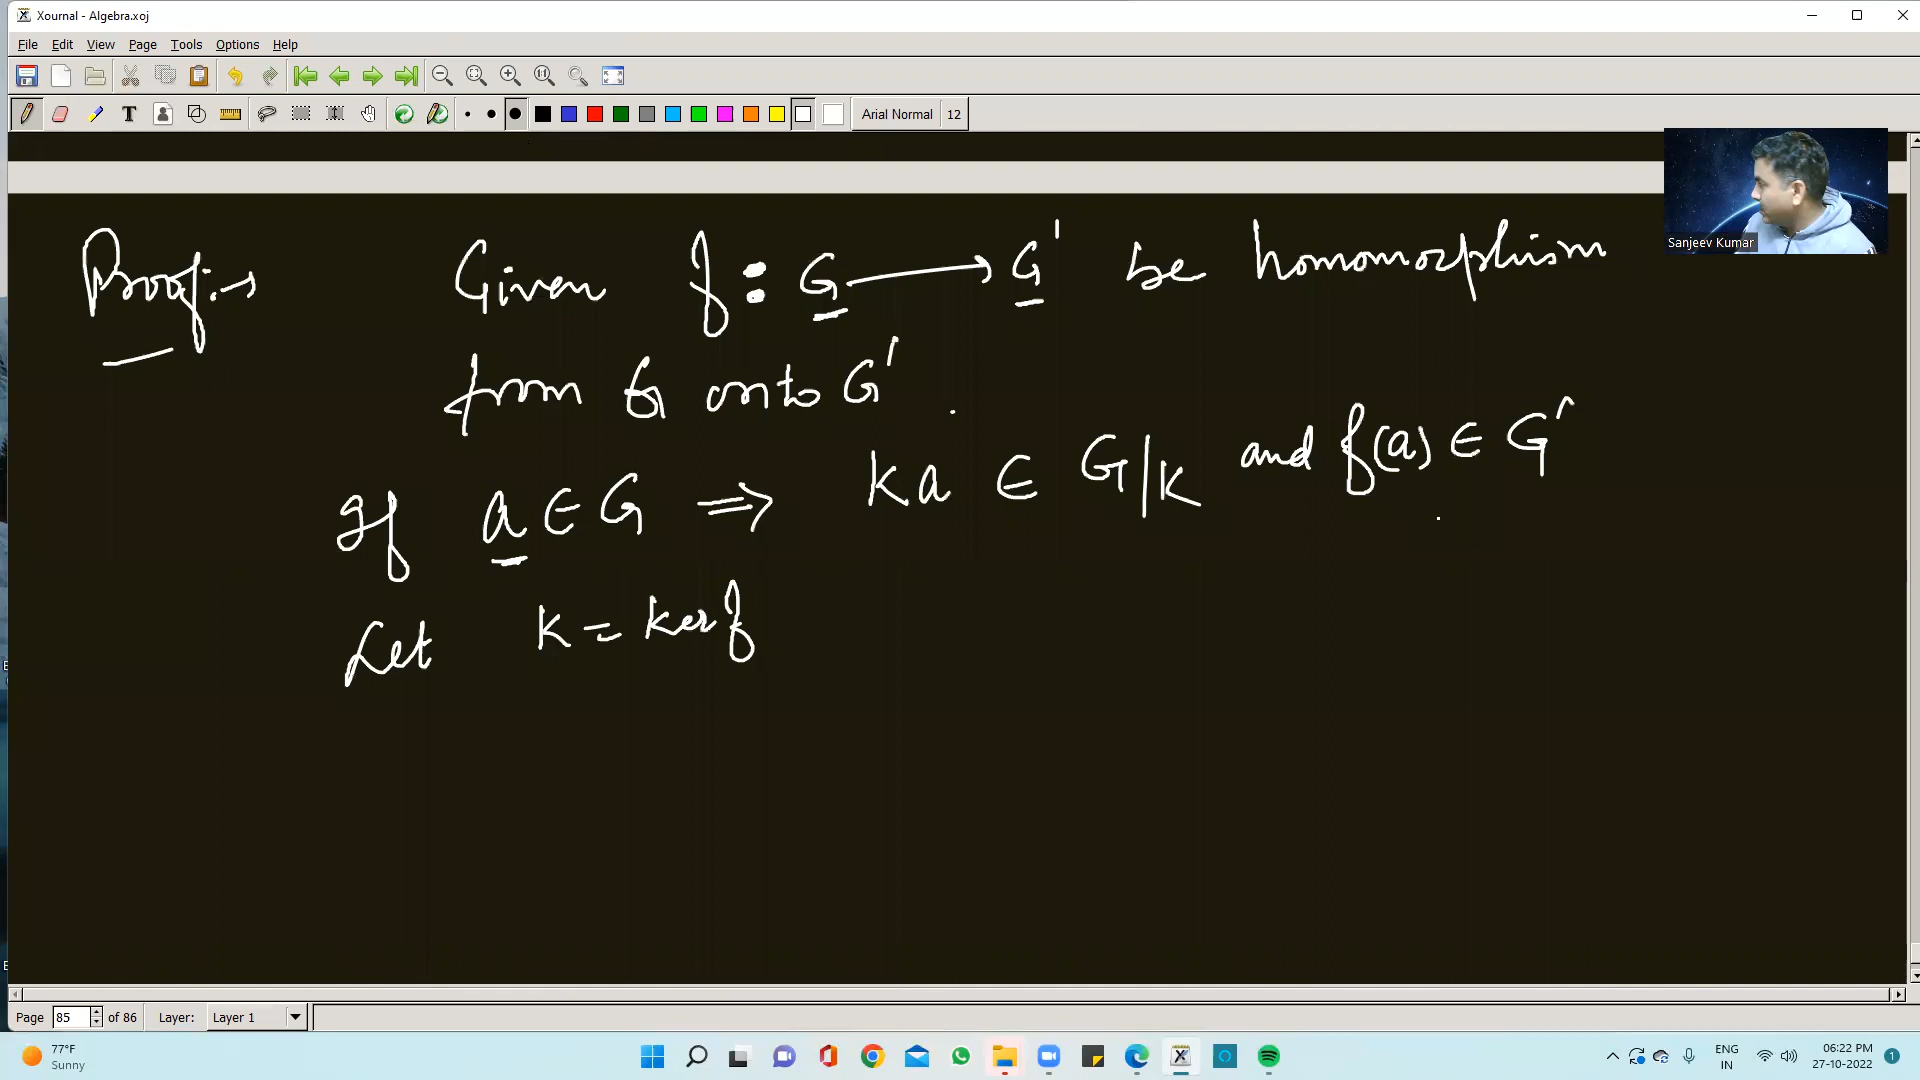 Xournal - Algebra.xoj
File Edit View Page Tools Options Help
Arial Normal 12
Sanjeev Kumar
Proof:→ Given f : G → G' be homomorphism
from G onto G'.
If a ∈ G ⇒ Ka ∈ G/K and f(a) ∈ G'
Let K = Ker f
Page 85 of 86 Layer: Layer 1
77°F
Sunny
ENG
IN
06:22 PM
27-10-2022
1